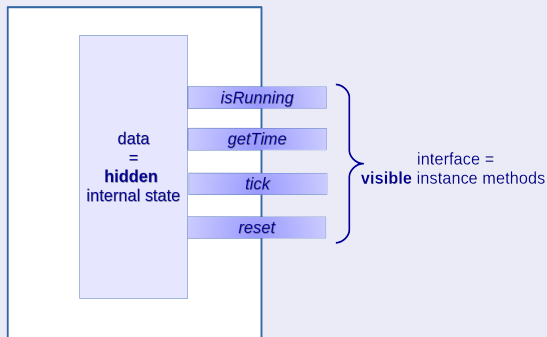 isRunning
getTime
tick
reset
data
=
hidden
internal state
interface =
visible instance methods